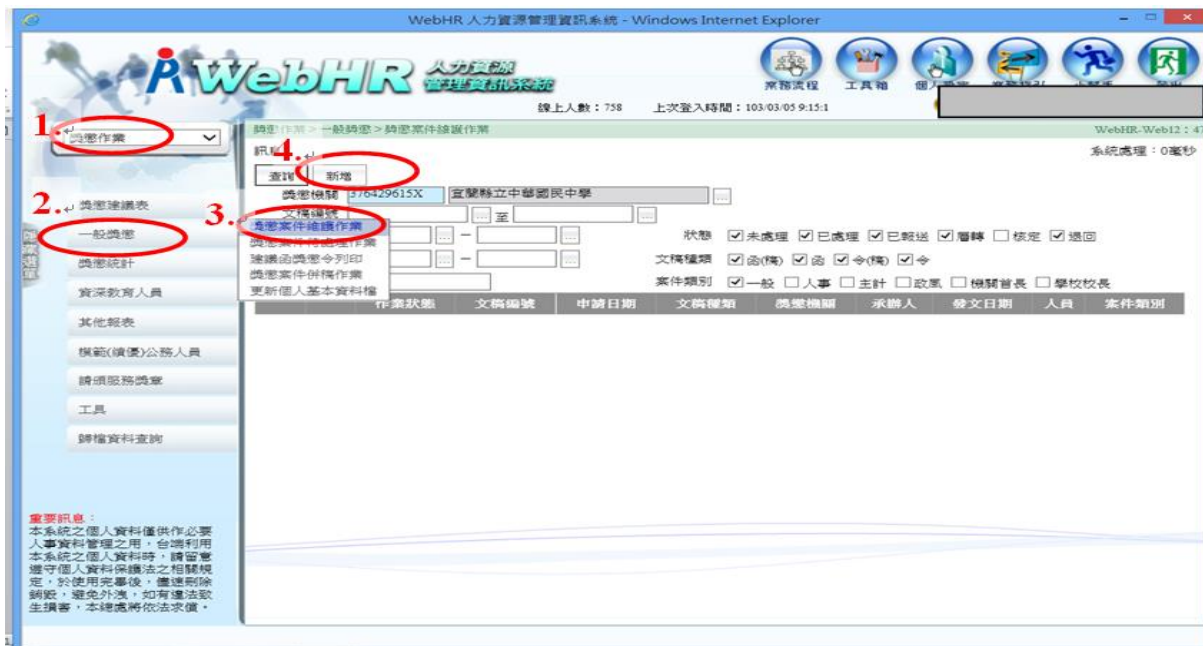 WebHR 人力資源管理資訊系統 - Windows Internet Explorer
WebHR 人力資源管理資訊系統
業務流程 工具箱
線上人數：758 上次登入時間：103/03/05 9:15:1
1. 獎懲作業
獎懲作業 > 一般獎懲 > 獎懲案件維護作業 WebHR-Web12：47
訊息 系統處理：0毫秒
4.
查詢 新增
獎懲機關 376429615X 宜蘭縣立中華國民中學
文稿編號 至
2. 獎懲建議表
一般獎懲
獎懲統計
資深教育人員
其他報表
模範(績優)公務人員
請頒服務獎章
工具
歸檔資料查詢
3. 獎懲案件維護作業
獎懲案件待處理作業
建議函獎懲令列印
獎懲案件併稿作業
更新個人基本資料檔
狀態 未處理 已處理 已報送 層轉 核定 退回
文稿種類 函(稿) 函 令(稿) 令
案件類別 一般 人事 主計 政風 機關首長 學校校長
作業狀態 文稿編號 申請日期 文稿種類 獎懲機關 承辦人 發文日期 人員 案件類別
重要訊息：
本系統之個人資料僅供作必要
人事資料管理之用，台端利用
本系統之個人資料時，請留意
遵守個人資料保護法之相關規
定，於使用完畢後，儘速刪除
銷毀，避免外洩，如有違法致
生損害，本總處將依法求償。